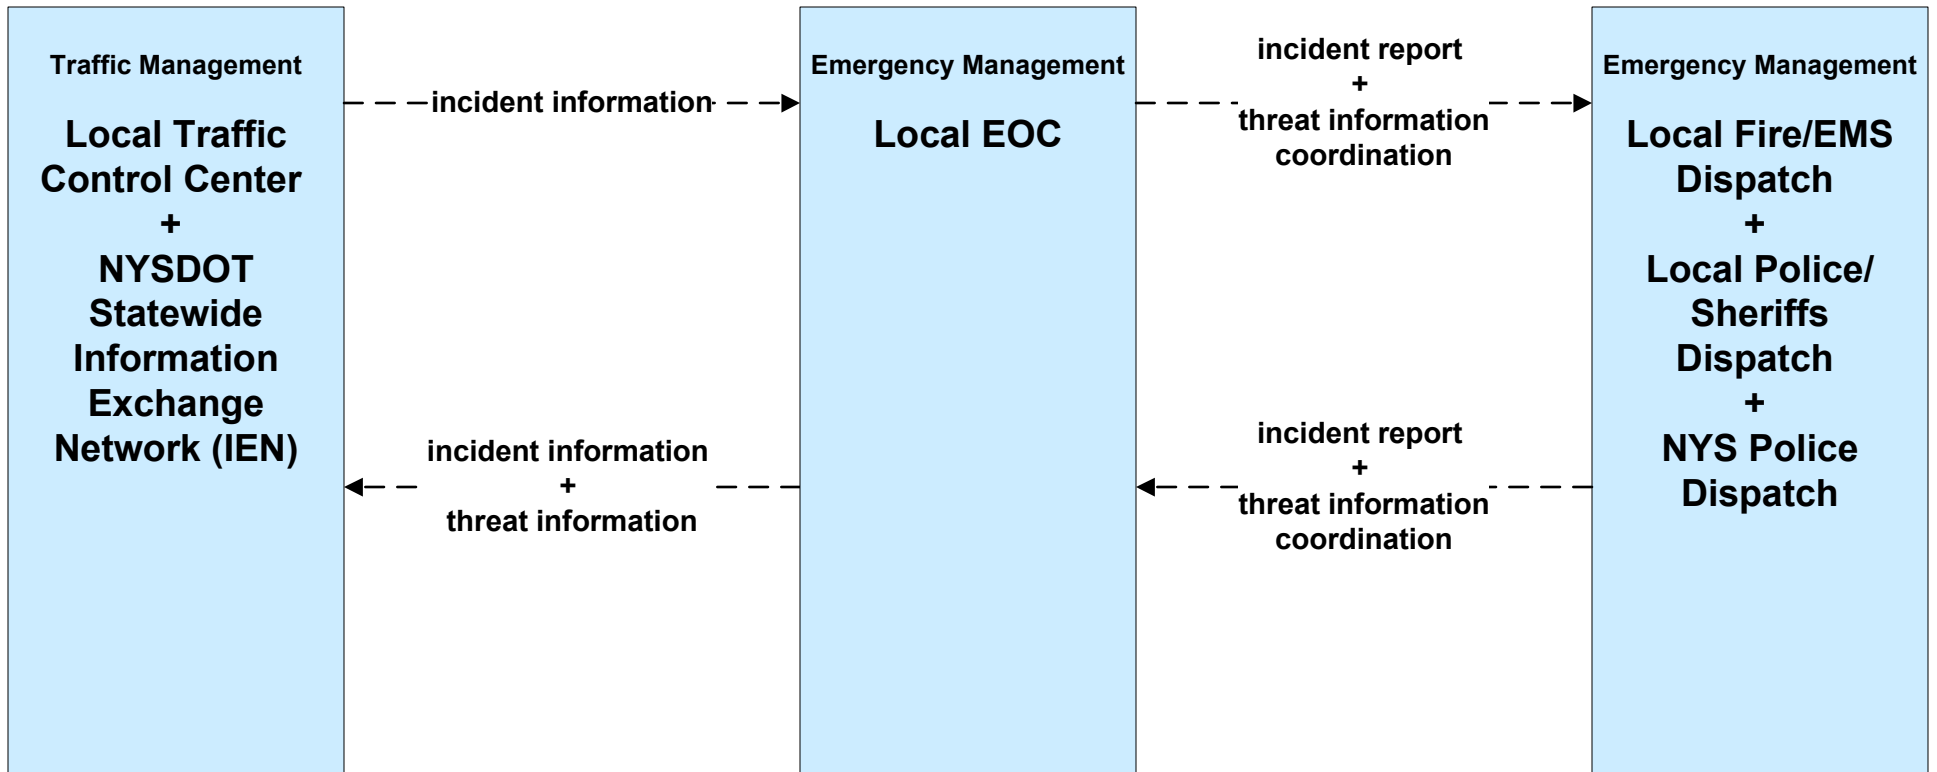 Traffic Management
Local Traffic
Control Center
+
NYSDOT
Statewide
Information
Exchange
Network (IEN)
incident information
incident information
+
threat information
Emergency Management
Local EOC
incident report
+
threat information
coordination
incident report
+
threat information
coordination
Emergency Management
Local Fire/EMS
Dispatch
+
Local Police/
Sheriffs
Dispatch
+
NYS Police
Dispatch